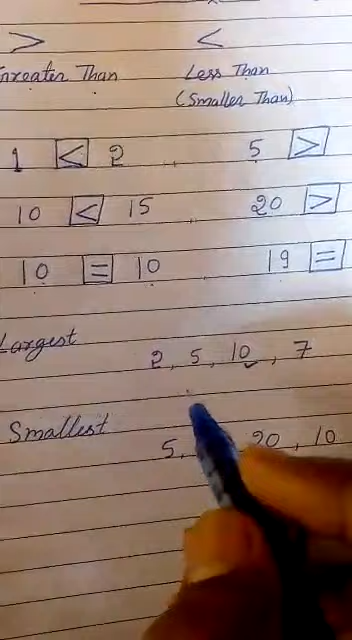 > <
Greater Than Less Than
(Smaller Than)
1 < 2 5 >
10 < 15 20 >
10 = 10 19 =
Largest 2, 5, 10, 7
Smallest 5, 20, 10